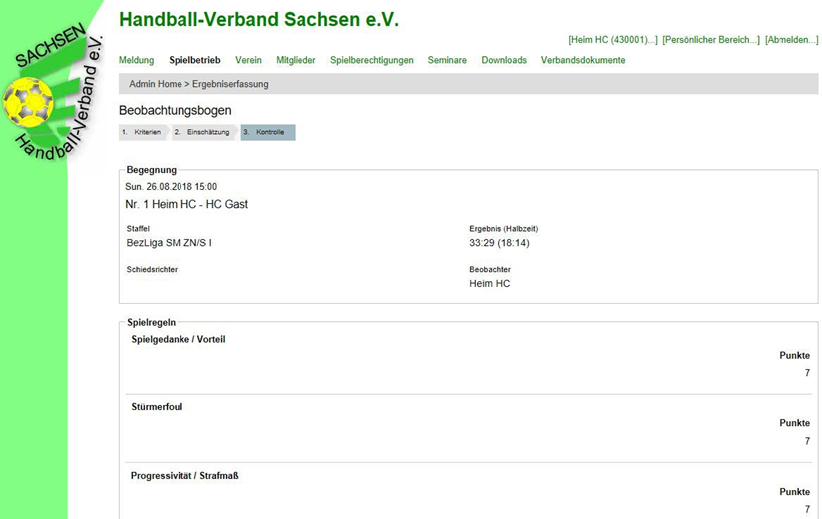 SACHSEN
Handball-Verband e.V.
Handball-Verband Sachsen e.V.
[Heim HC (430001)...] [Persönlicher Bereich...] [Abmelden...]
Meldung Spielbetrieb Verein Mitglieder Spielberechtigungen Seminare Downloads Verbandsdokumente
Admin Home > Ergebniserfassung
Beobachtungsbogen
1. Kriterien 2. Einschätzung 3. Kontrolle
Begegnung
Sun. 26.08.2018 15:00
Nr. 1 Heim HC - HC Gast
Staffel Ergebnis (Halbzeit)
BezLiga SM ZN/S I 33:29 (18:14)
Schiedsrichter Beobachter
Heim HC
Spielregeln
Spielgedanke / Vorteil
Punkte
7
Stürmerfoul
Punkte
7
Progressivität / Strafmaß
Punkte
7